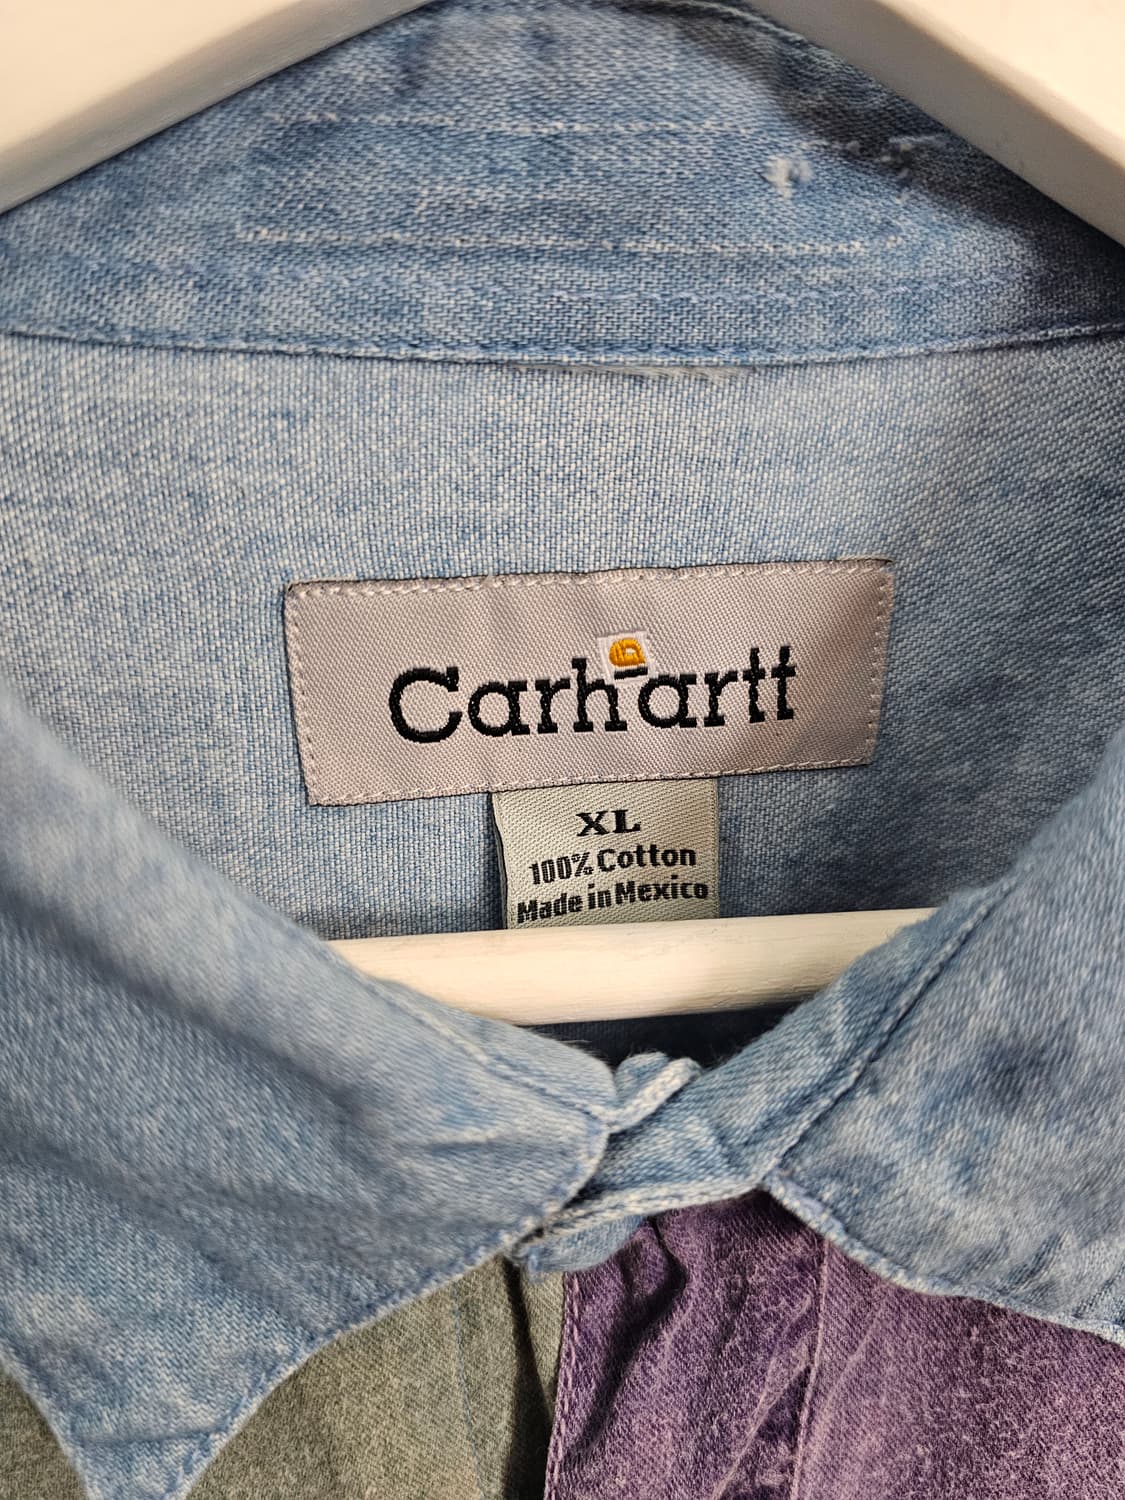 Carhartt
XL
100% Cotton
Made in Mexico